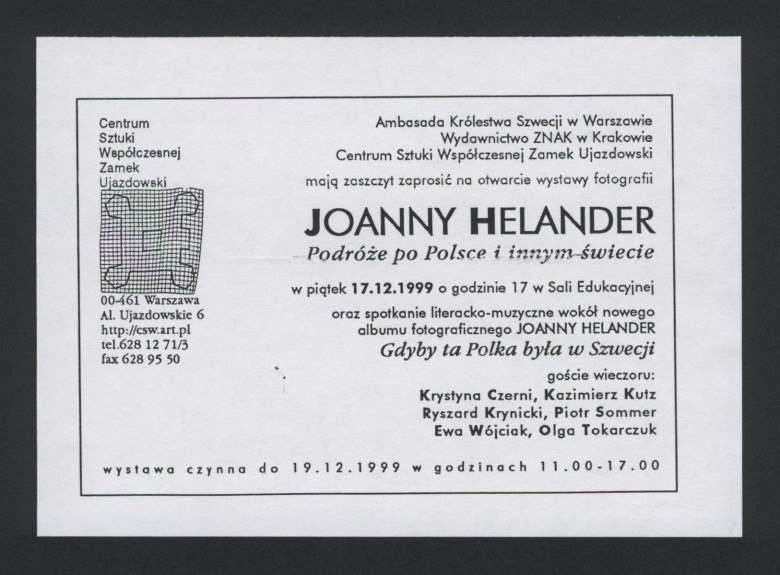 Centrum
Sztuki
Współczesnej
Zamek
Ujazdowski
00-461 Warszawa
Al. Ujazdowskie 6
http://csw.art.pl
tel.628 12 71/3
fax 628 95 50
Ambasada Królestwa Szwecji w Warszawie
Wydawnictwo ZNAK w Krakowie
Centrum Sztuki Współczesnej Zamek Ujazdowski
mają zaszczyt zaprosić na otwarcie wystawy fotografii
JOANNY HELANDER
Podróże po Polsce i innym świecie
w piątek 17.12.1999 o godzinie 17 w Sali Edukacyjnej
oraz spotkanie literacko-muzyczne wokół nowego
albumu fotograficznego JOANNY HELANDER
Gdyby ta Polka była w Szwecji
goście wieczoru:
Krystyna Czerni, Kazimierz Kutz
Ryszard Krynicki, Piotr Sommer
Ewa Wójciak, Olga Tokarczuk
wystawa czynna do 19.12.1999 w godzinach 11.00-17.00